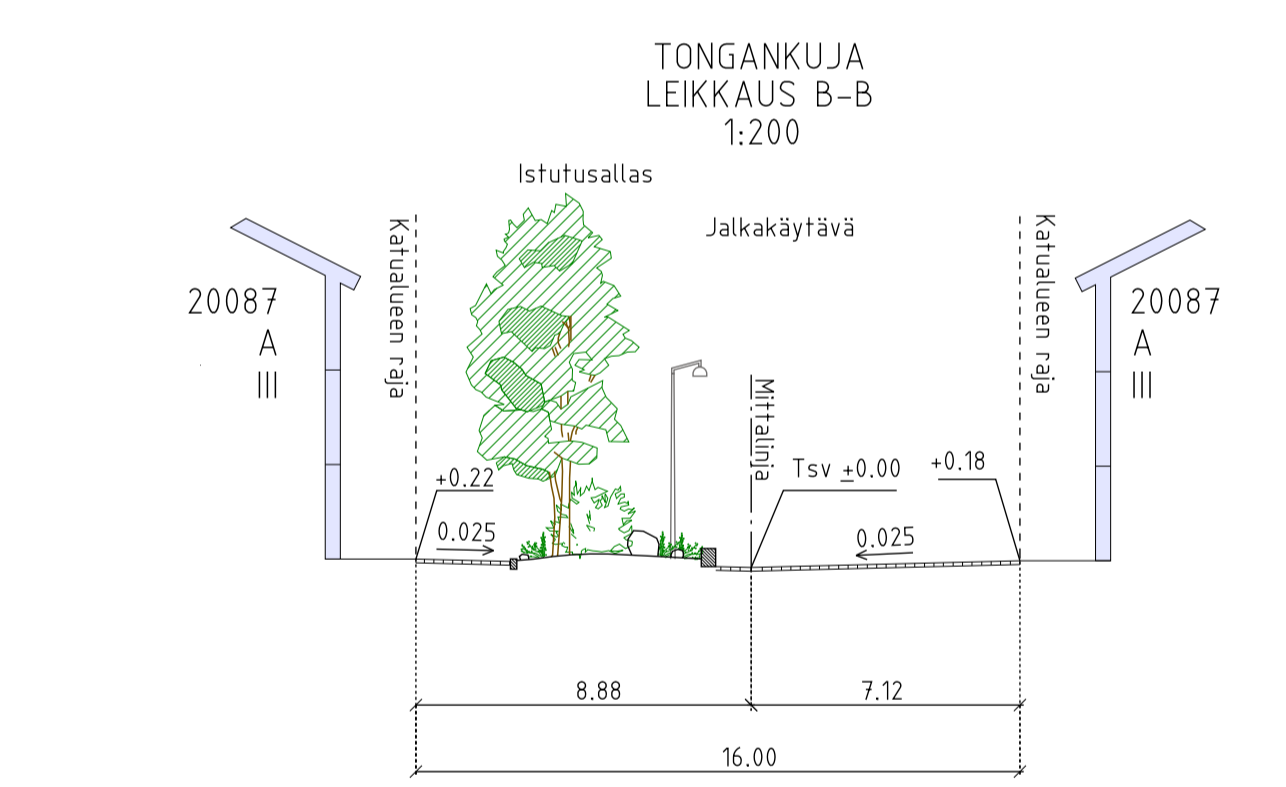 TONGANKUJA
LEIKKAUS B-B
1:200
Istutusallas
Jalkakäytävä
Katualueen raja
Katualueen raja
20087
A
III
20087
A
III
Mittalinja
+0.22
Tsv ±0.00
+0.18
0.025
0.025
8.88
7.12
16.00